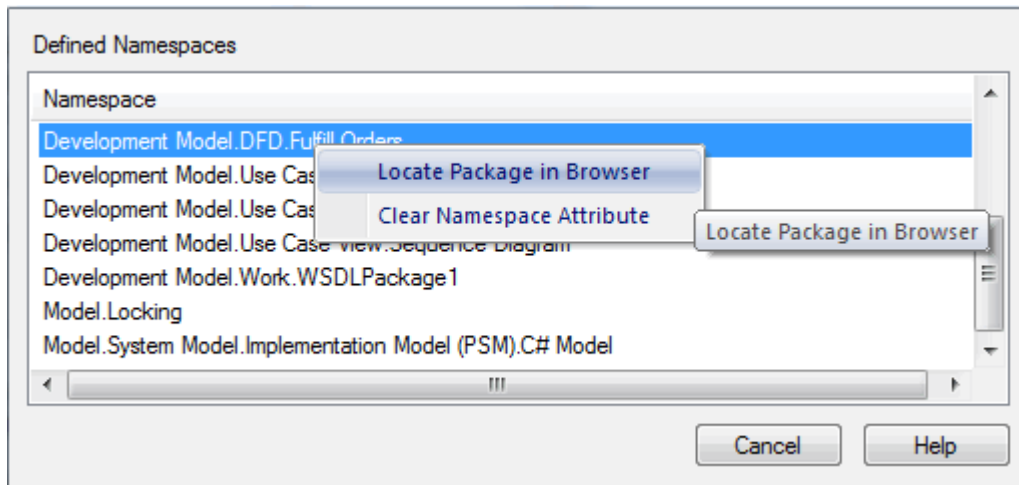 Defined Namespaces
Namespace
Development Model.DFD.Fulfill Orders
Locate Package in Browser
Development Model.Use Cas
Development Model.Use Cas
Clear Namespace Attribute
Locate Package in Browser
Development Model.Use Case View.Sequence Diagram
Development Model.Work.WSDLPackage1
Model.Locking
Model.System Model.Implementation Model (PSM).C# Model
Cancel
Help